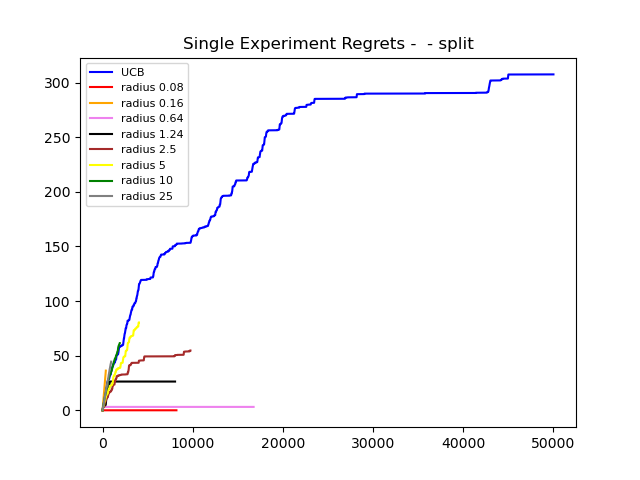 Single Experiment Regrets -  - split
UCB
radius 0.08
radius 0.16
radius 0.64
radius 1.24
radius 2.5
radius 5
radius 10
radius 25
300
250
200
150
100
50
0
0 10000 20000 30000 40000 50000